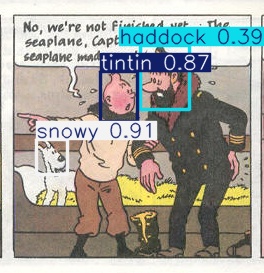 No, we're not finished yet. The
seaplane, Capt
seaplane mad
haddock 0.39
tintin 0.87
snowy 0.91